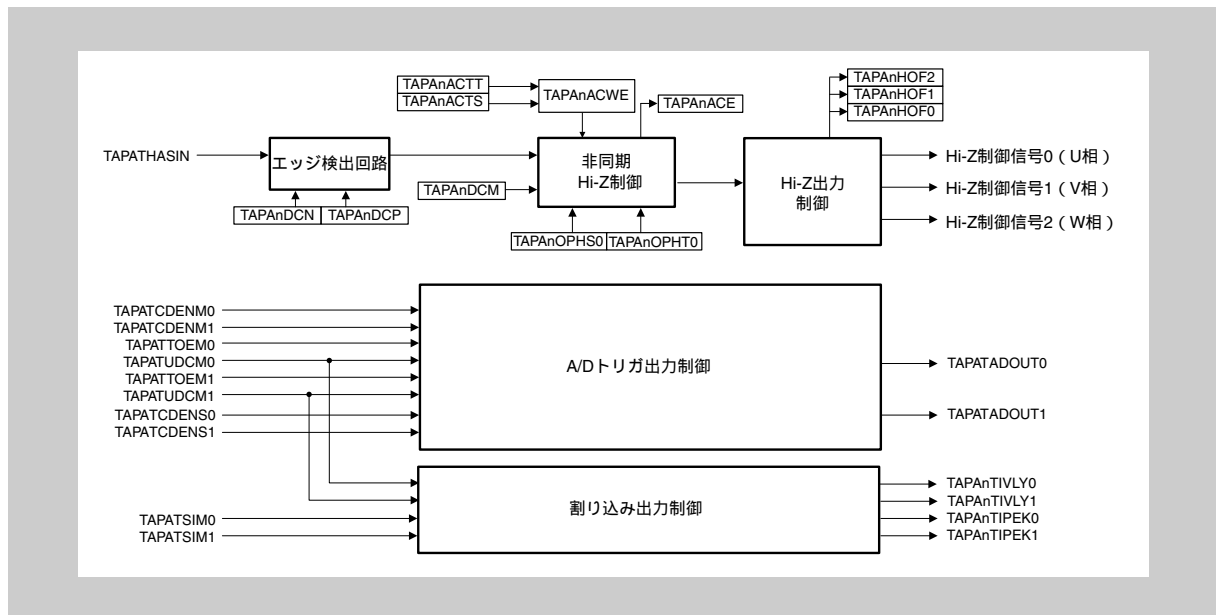 TAPAnACTT
TAPAnACTS
TAPAnACWE
TAPAnACE
TAPAnHOF2
TAPAnHOF1
TAPAnHOF0
TAPATHASIN
エッジ検出回路
非同期
Hi-Z制御
Hi-Z出力
制御
Hi-Z制御信号0（U相）
Hi-Z制御信号1（V相）
Hi-Z制御信号2（W相）
TAPAnDCM
TAPAnDCN
TAPAnDCP
TAPAnOPHS0
TAPAnOPHT0
TAPATCDENM0
TAPATCDENM1
TAPATTOEM0
TAPATUDCM0
TAPATTOEM1
TAPATUDCM1
TAPATCDENS0
TAPATCDENS1
A/Dトリガ出力制御
TAPATADOUT0
TAPATADOUT1
TAPATSIM0
TAPATSIM1
割り込み出力制御
TAPAnTIVLY0
TAPAnTIVLY1
TAPAnTIPEK0
TAPAnTIPEK1